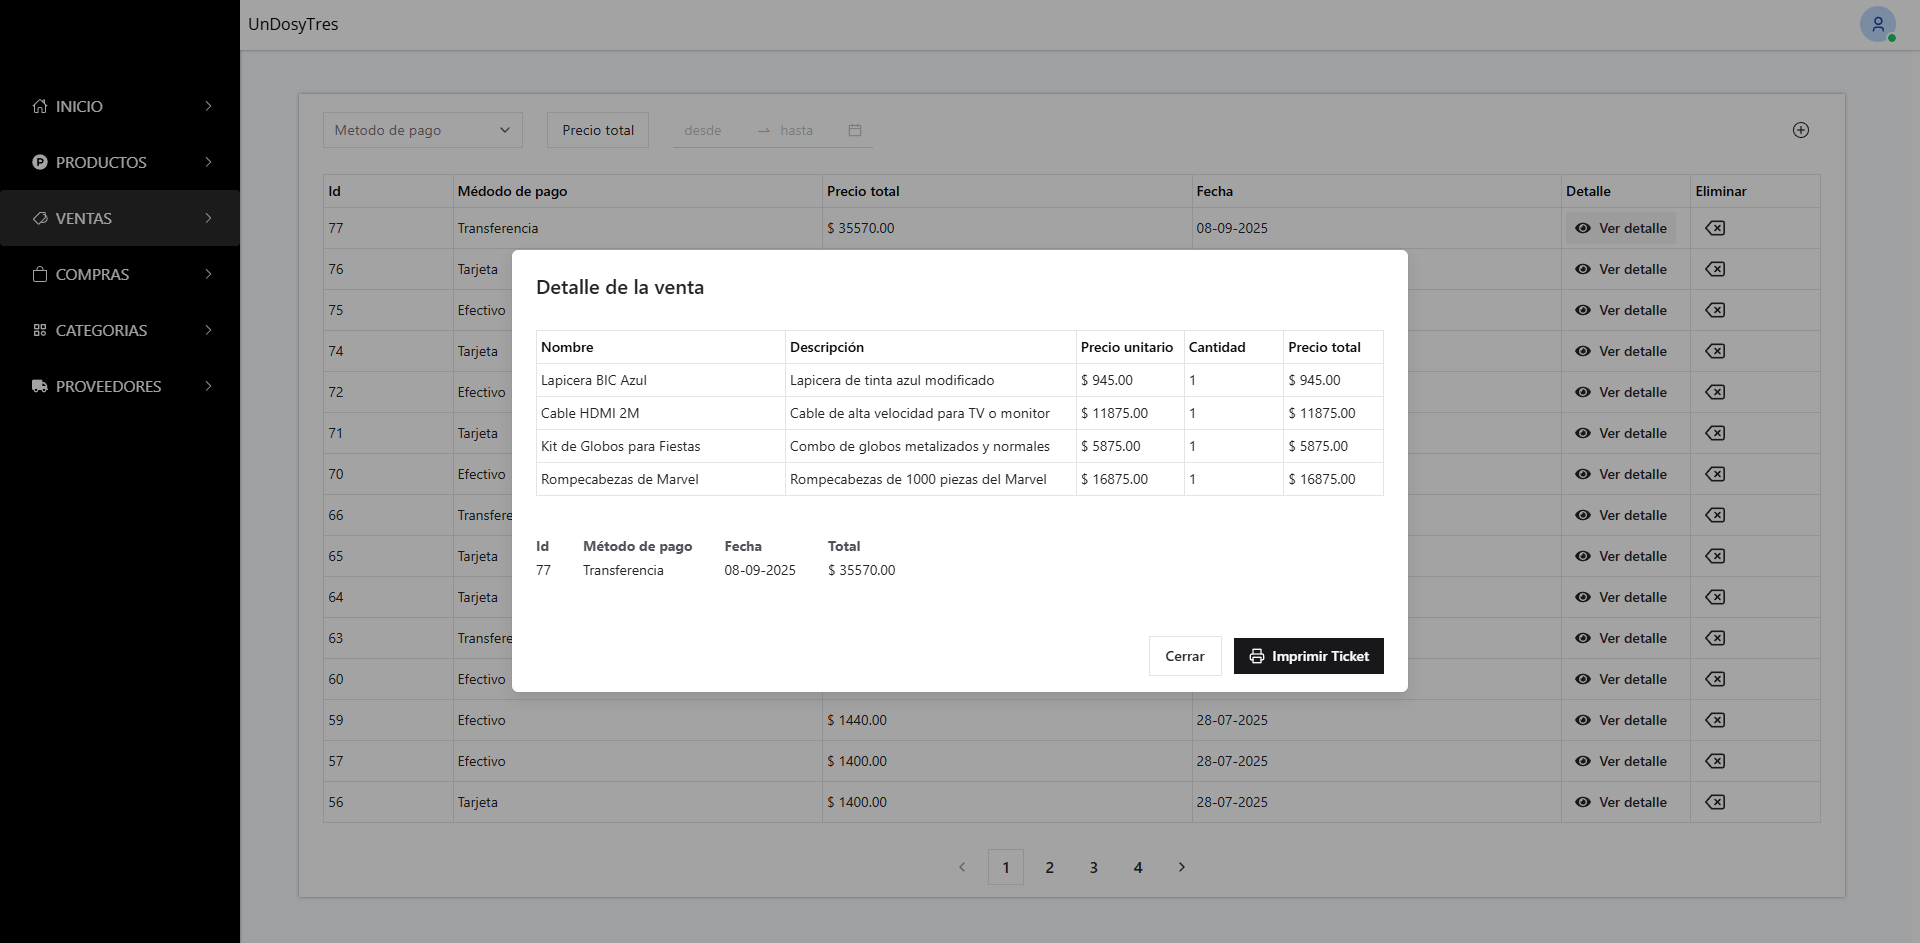 UnDosyTres
INICIO
PRODUCTOS
VENTAS
COMPRAS
CATEGORIAS
PROVEEDORES
Metodo de pago Precio total desde hasta
Id Médodo de pago Precio total Fecha Detalle Eliminar
77 Transferencia $ 35570.00 08-09-2025 Ver detalle
76 Tarjeta Ver detalle
75 Efectivo Ver detalle
74 Tarjeta Ver detalle
72 Efectivo Ver detalle
71 Tarjeta Ver detalle
70 Efectivo Ver detalle
66 Transfere Ver detalle
65 Tarjeta Ver detalle
64 Tarjeta Ver detalle
63 Transfere Ver detalle
60 Efectivo Ver detalle
59 Efectivo $ 1440.00 28-07-2025 Ver detalle
57 Efectivo $ 1400.00 28-07-2025 Ver detalle
56 Tarjeta $ 1400.00 28-07-2025 Ver detalle
1 2 3 4
Detalle de la venta
Nombre Descripción Precio unitario Cantidad Precio total
Lapicera BIC Azul Lapicera de tinta azul modificado $ 945.00 1 $ 945.00
Cable HDMI 2M Cable de alta velocidad para TV o monitor $ 11875.00 1 $ 11875.00
Kit de Globos para Fiestas Combo de globos metalizados y normales $ 5875.00 1 $ 5875.00
Rompecabezas de Marvel Rompecabezas de 1000 piezas del Marvel $ 16875.00 1 $ 16875.00
Id Método de pago Fecha Total
77 Transferencia 08-09-2025 $ 35570.00
Cerrar Imprimir Ticket